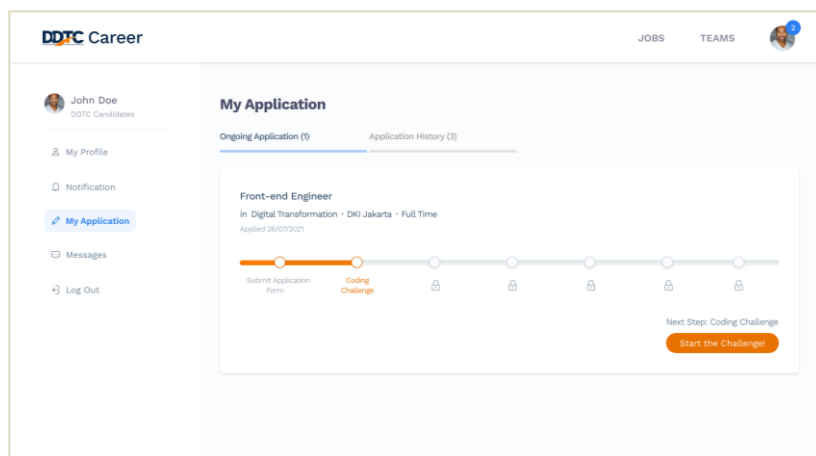 DDTC Career
JOBS
TEAMS
2
John Doe
DDTC Candidates
My Profile
Notification
My Application
Messages
Log Out
My Application
Ongoing Application (1)
Application History (3)
Front-end Engineer
in Digital Transformation · DKI Jakarta · Full Time
Applied 26/07/2021
Submit Application
Form
Coding
Challenge
Next Step: Coding Challenge
Start the Challenge!